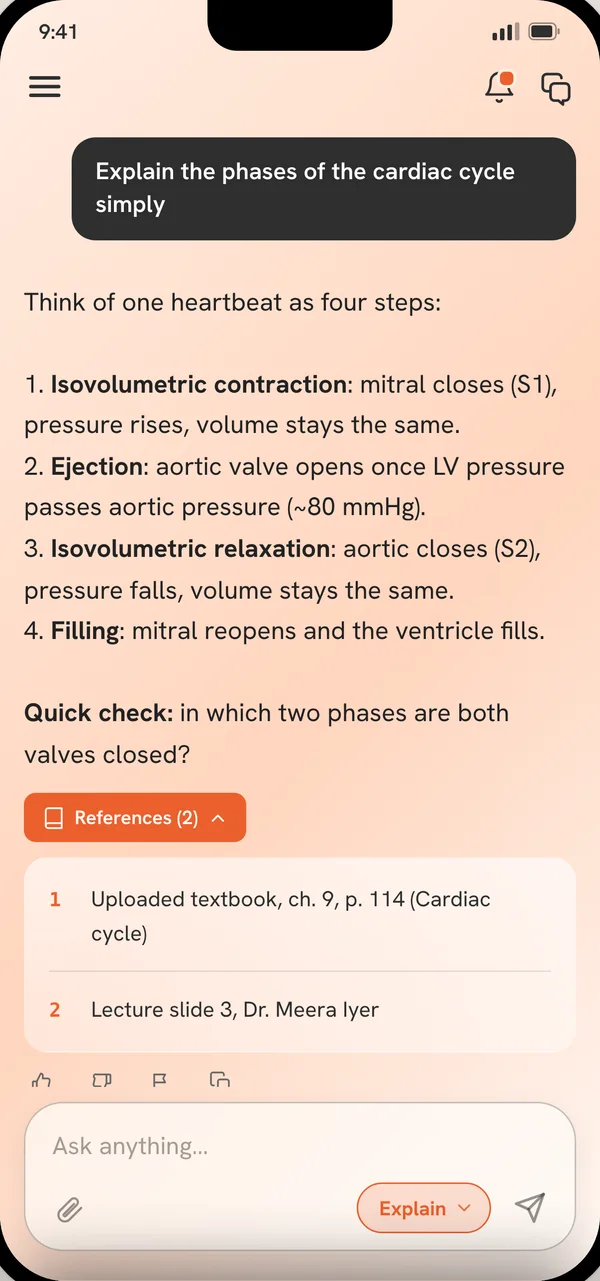 9:41
Explain the phases of the cardiac cycle
simply
Think of one heartbeat as four steps:
1. Isovolumetric contraction: mitral closes (S1),
pressure rises, volume stays the same.
2. Ejection: aortic valve opens once LV pressure
passes aortic pressure (~80 mmHg).
3. Isovolumetric relaxation: aortic closes (S2),
pressure falls, volume stays the same.
4. Filling: mitral reopens and the ventricle fills.
Quick check: in which two phases are both
valves closed?
References (2)
1 Uploaded textbook, ch. 9, p. 114 (Cardiac
cycle)
2 Lecture slide 3, Dr. Meera Iyer
Ask anything...
Explain